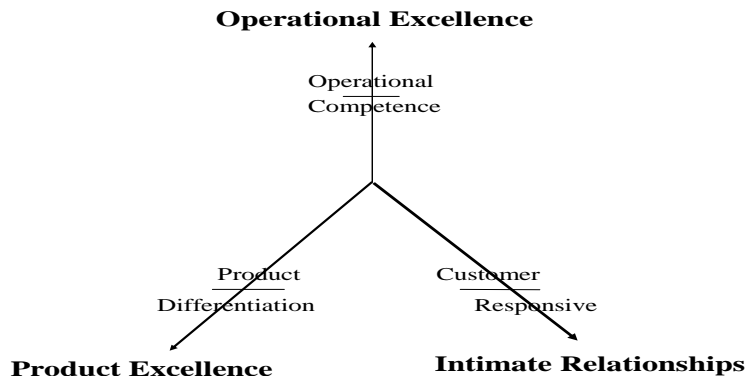 Operational Excellence
Operational
Competence
Product
Differentiation
Customer
Responsive
Product Excellence
Intimate Relationships